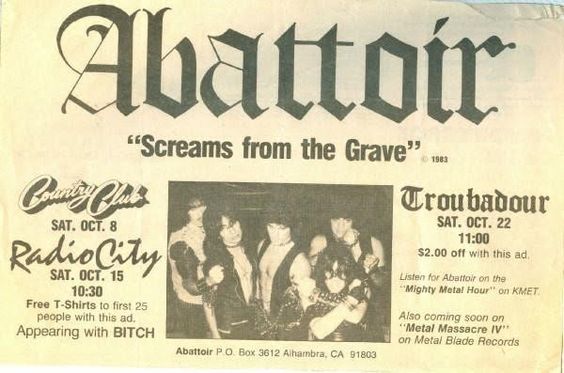 Abattoir
"Screams from the Grave" © 1983
Country Club
SAT. OCT. 8
Radio City
SAT. OCT. 15
10:30
Free T-Shirts to first 25
people with this ad.
Appearing with BITCH
Troubadour
SAT. OCT. 22
11:00
$2.00 off with this ad.
Listen for Abattoir on the
"Mighty Metal Hour" on KMET.
Also coming soon on
"Metal Massacre IV"
on Metal Blade Records
Abattoir P.O. Box 3612 Alhambra, CA 91803